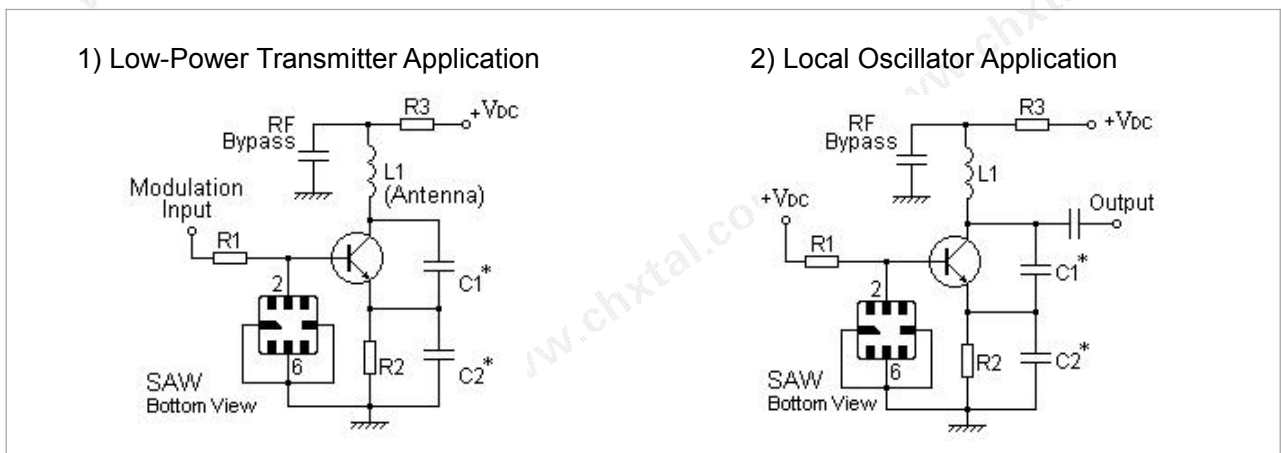 1) Low-Power Transmitter Application
RF
Bypass
R3
+VDC
L1
(Antenna)
Modulation
Input
R1
2
C1*
6
R2
C2*
SAW
Bottom View
2) Local Oscillator Application
RF
Bypass
R3
+VDC
L1
+VDC
Output
R1
2
C1*
6
R2
C2*
SAW
Bottom View
www.chxtal.com